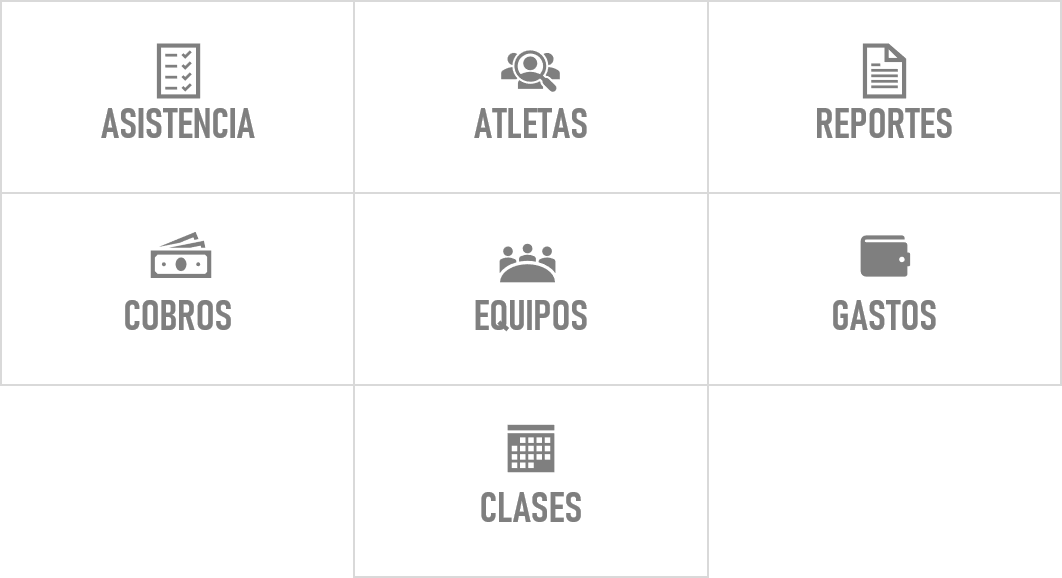 ASISTENCIA
ATLETAS
REPORTES
COBROS
EQUIPOS
GASTOS
CLASES